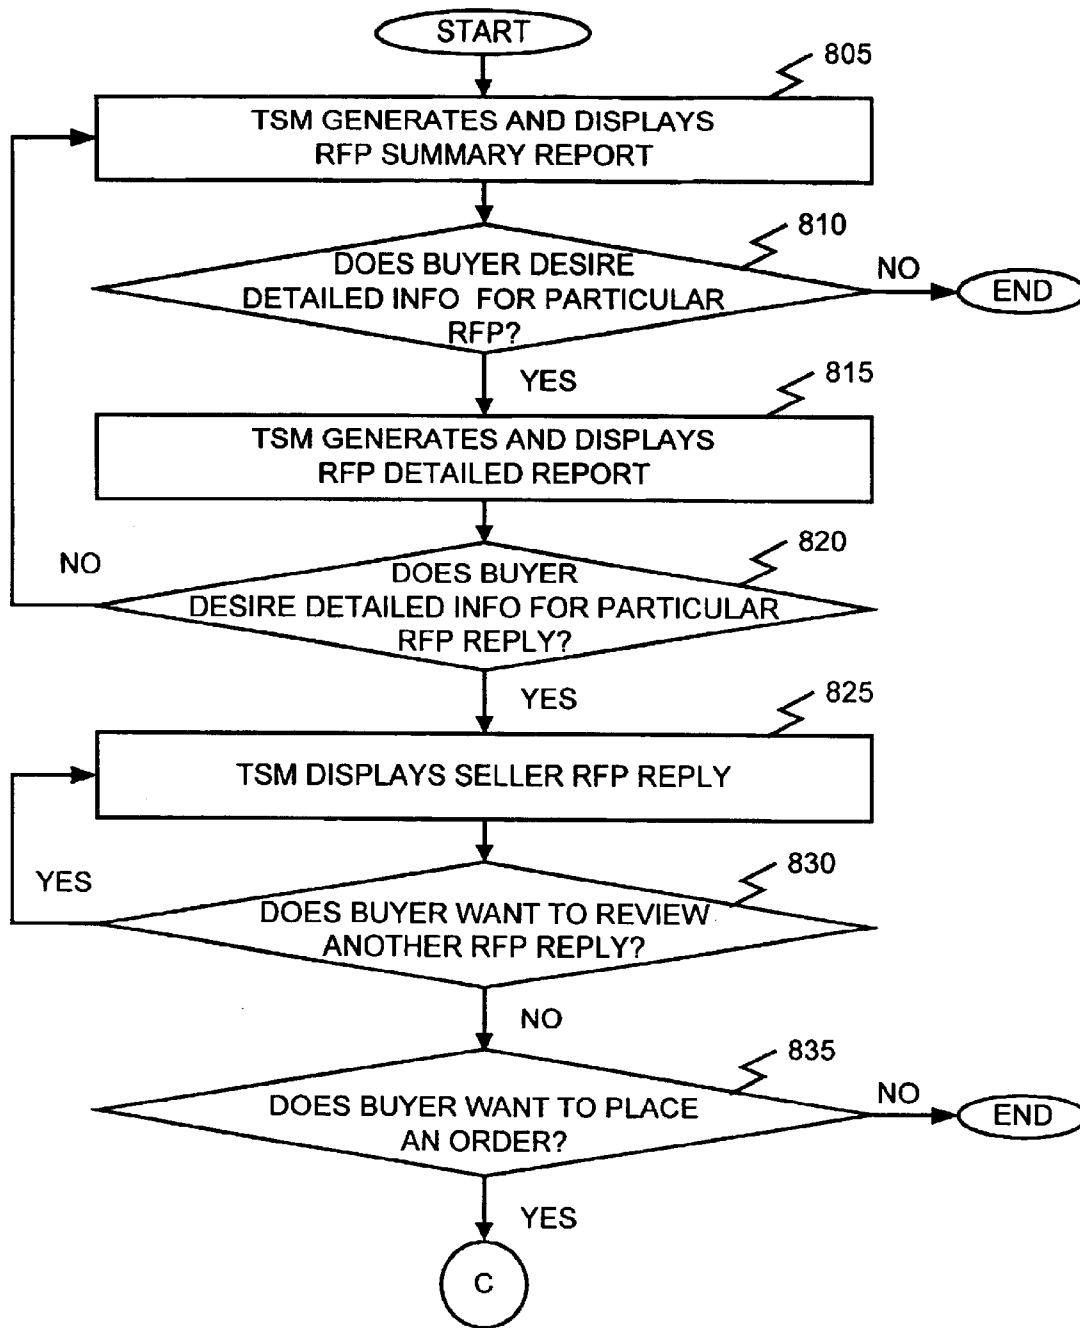 START
805
TSM GENERATES AND DISPLAYS
RFP SUMMARY REPORT
810
DOES BUYER DESIRE
DETAILED INFO FOR PARTICULAR
RFP?
NO
END
YES
815
TSM GENERATES AND DISPLAYS
RFP DETAILED REPORT
820
NO
DOES BUYER
DESIRE DETAILED INFO FOR PARTICULAR
RFP REPLY?
YES
825
TSM DISPLAYS SELLER RFP REPLY
830
YES
DOES BUYER WANT TO REVIEW
ANOTHER RFP REPLY?
NO
835
DOES BUYER WANT TO PLACE
AN ORDER?
NO
END
YES
C